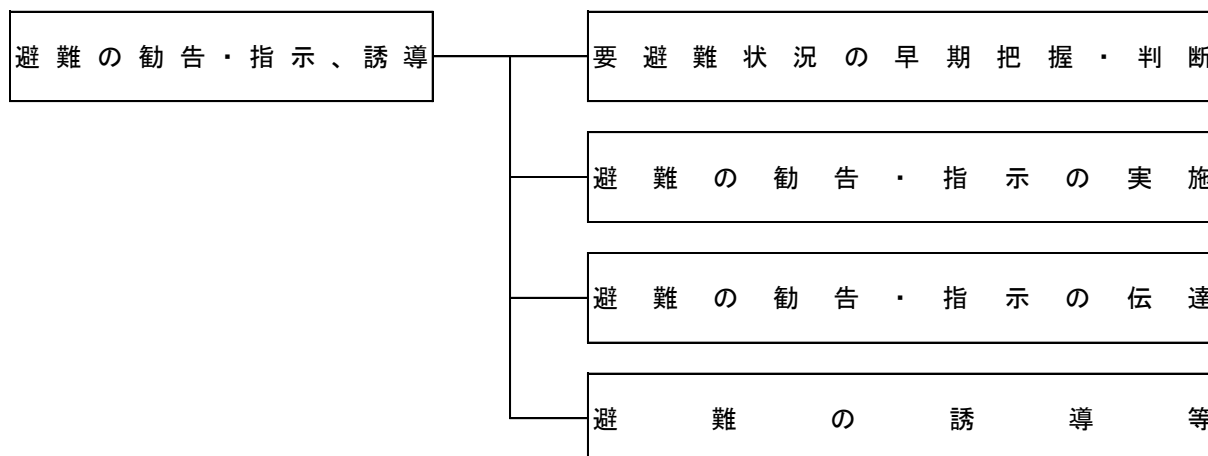 避難の勧告・指示、誘導
要避難状況の早期把握・判断
避難の勧告・指示の実施
避難の勧告・指示の伝達
避難の誘導等